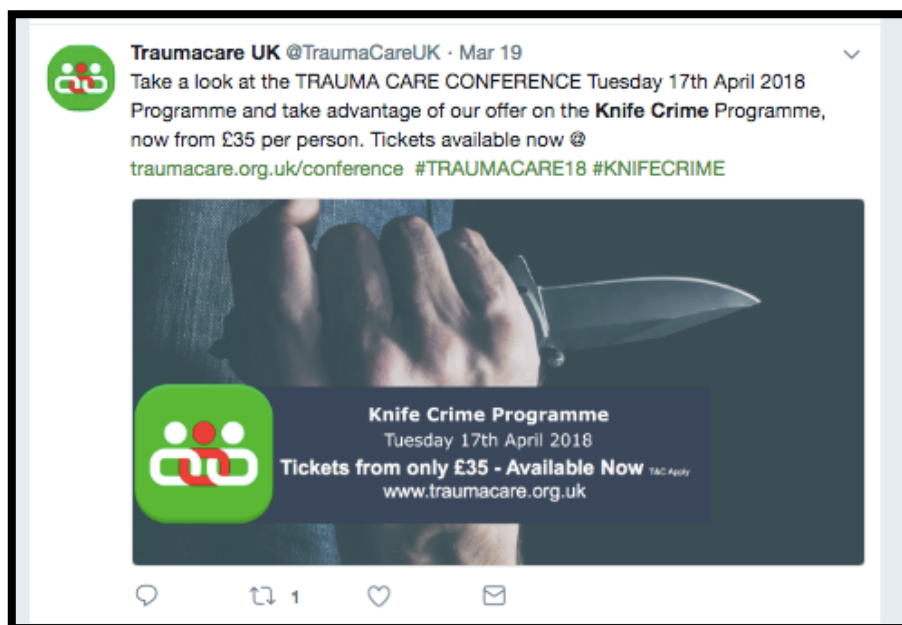 Traumacare UK @TraumaCareUK · Mar 19
Take a look at the TRAUMA CARE CONFERENCE Tuesday 17th April 2018
Programme and take advantage of our offer on the Knife Crime Programme,
now from £35 per person. Tickets available now @
traumacare.org.uk/conference #TRAUMACARE18 #KNIFECRIME
Knife Crime Programme
Tuesday 17th April 2018
Tickets from only £35 - Available Now T&C Apply
www.traumacare.org.uk
1